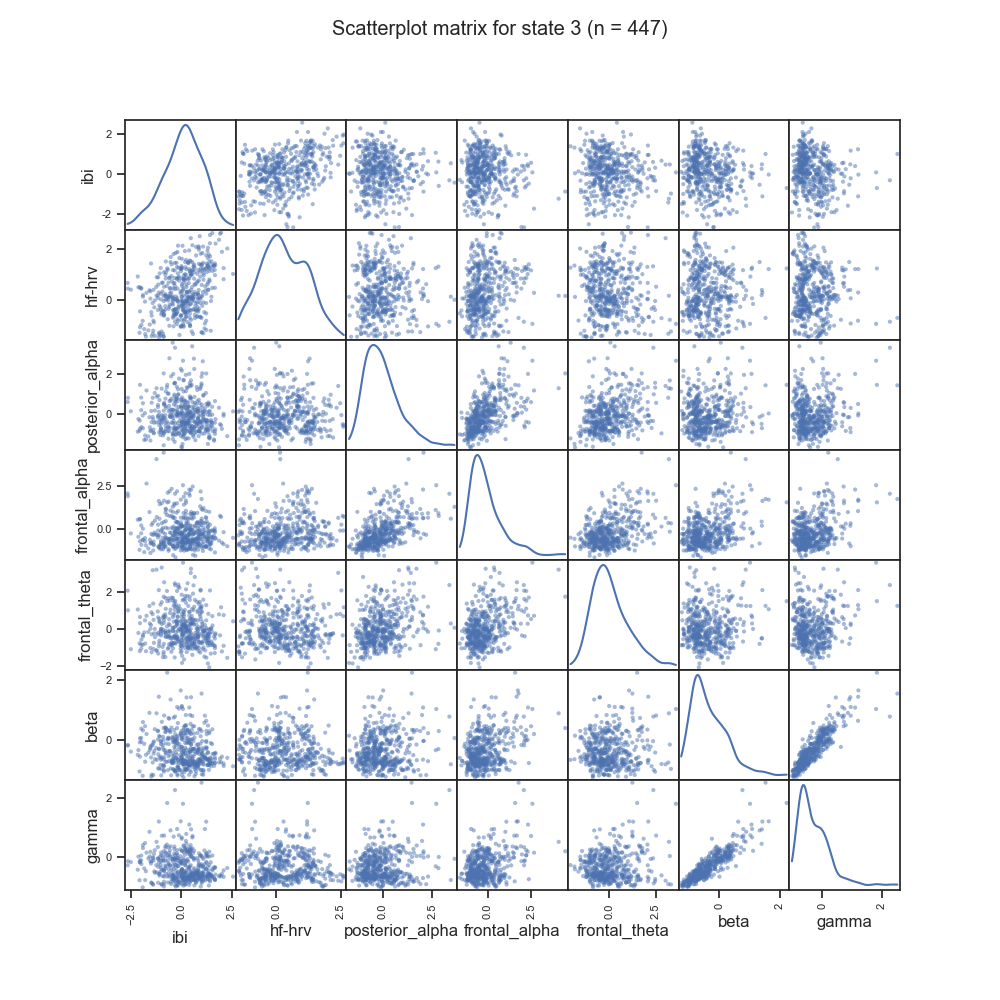 Scatterplot matrix for state 3 (n = 447)
ibi
2
0
-2
hf-hrv
2
0
posterior_alpha
2
0
frontal_alpha
2.5
0.0
frontal_theta
2
0
−2
beta
2
0
gamma
2
0
−2.5 0.0 2.5 0.0 2.5 0.0 2.5 0.0 2.5 0.0 2.5 0 2 0 2
ibi hf-hrv posterior_alpha frontal_alpha frontal_theta beta gamma